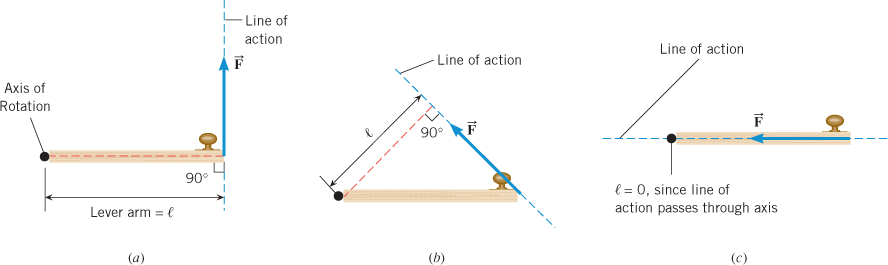 Line of
action
F
Axis of
Rotation
90°
Lever arm = ℓ
(a)
Line of action
ℓ
90°
F
(b)
Line of action
F
ℓ = 0, since line of
action passes through axis
(c)